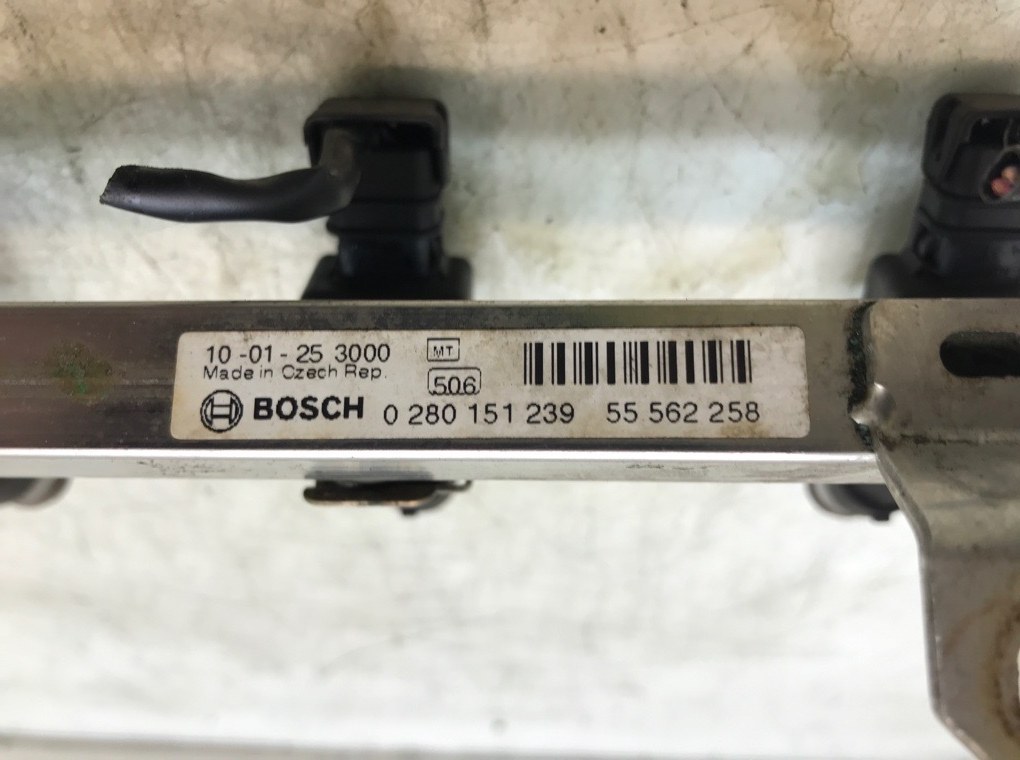 10-01-25 3000 MT
Made in Czech Rep. 506
BOSCH 0 280 151 239 55 562 258